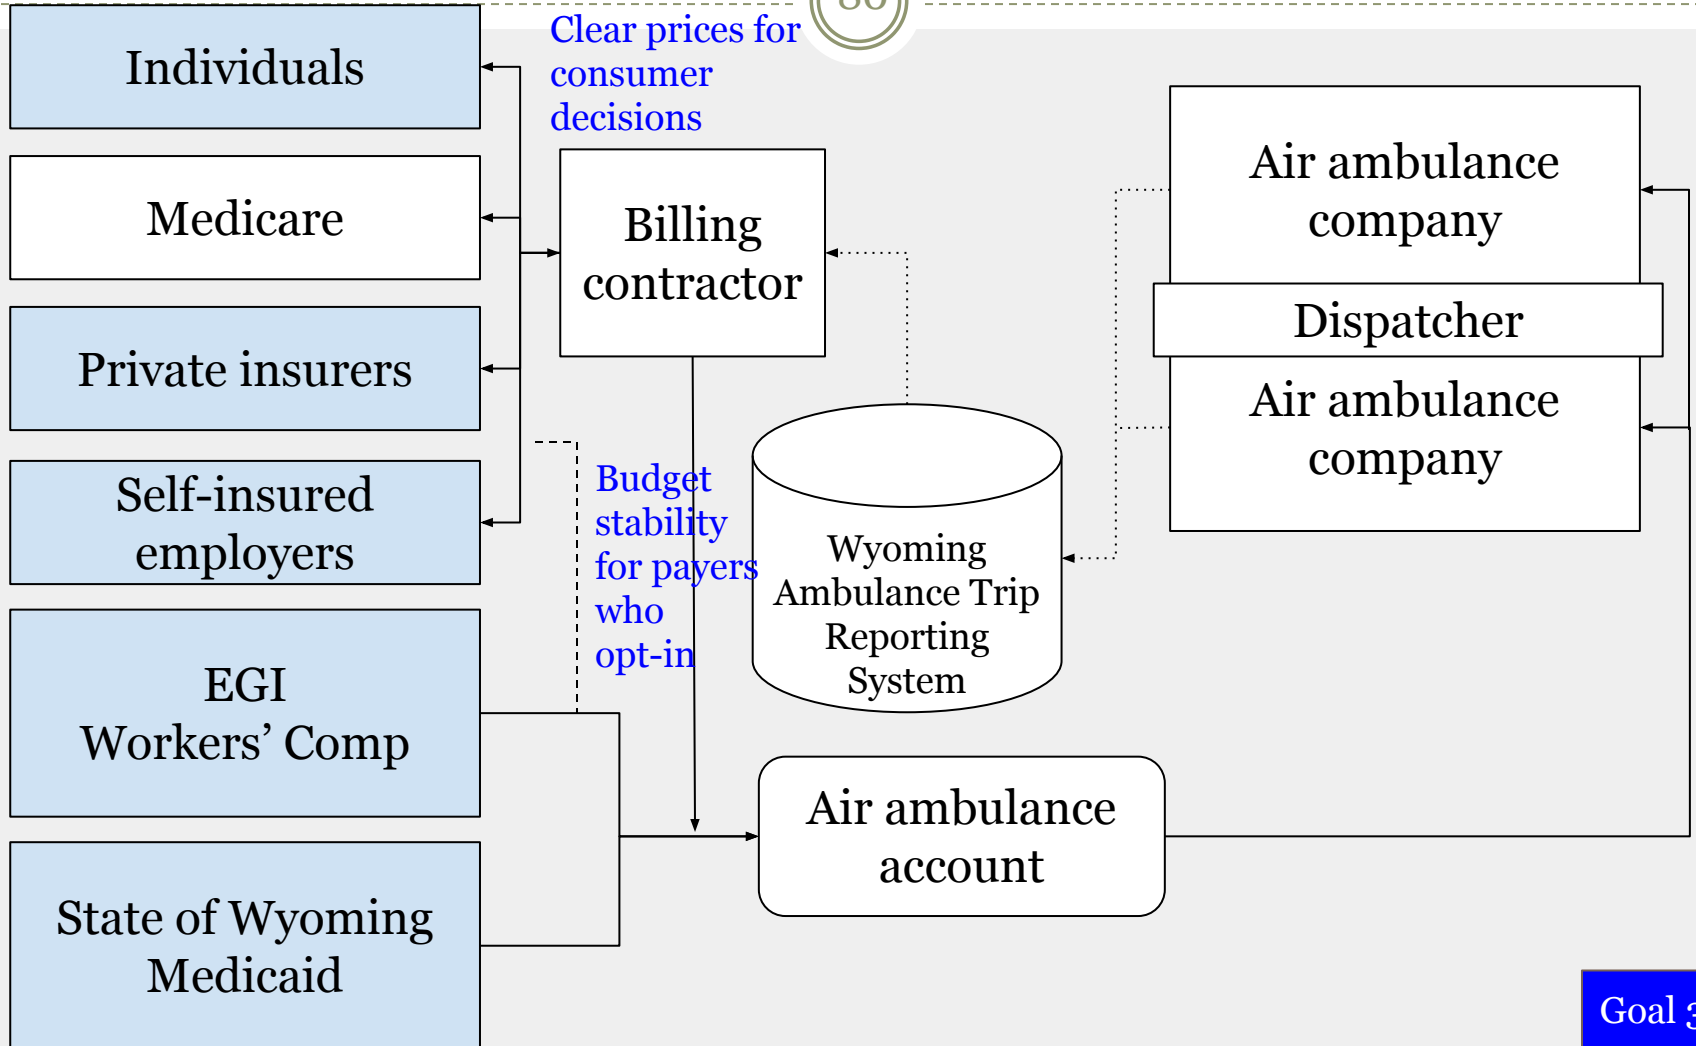 Clear prices for
consumer
decisions
Individuals
Medicare
Private insurers
Self-insured
employers
EGI
Workers’ Comp
State of Wyoming
Medicaid
Billing
contractor
Budget
stability
for payers
who
opt-in
Wyoming
Ambulance Trip
Reporting
System
Air ambulance
account
Air ambulance
company
Dispatcher
Air ambulance
company
Goal 3